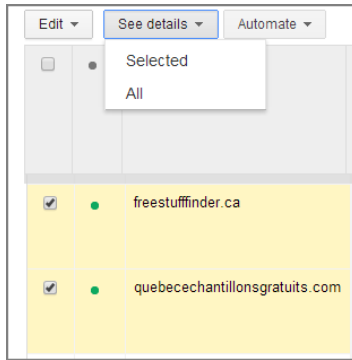 Edit See details Automate
Selected
All
freestufffinder.ca
quebecechantillonsgratuits.com